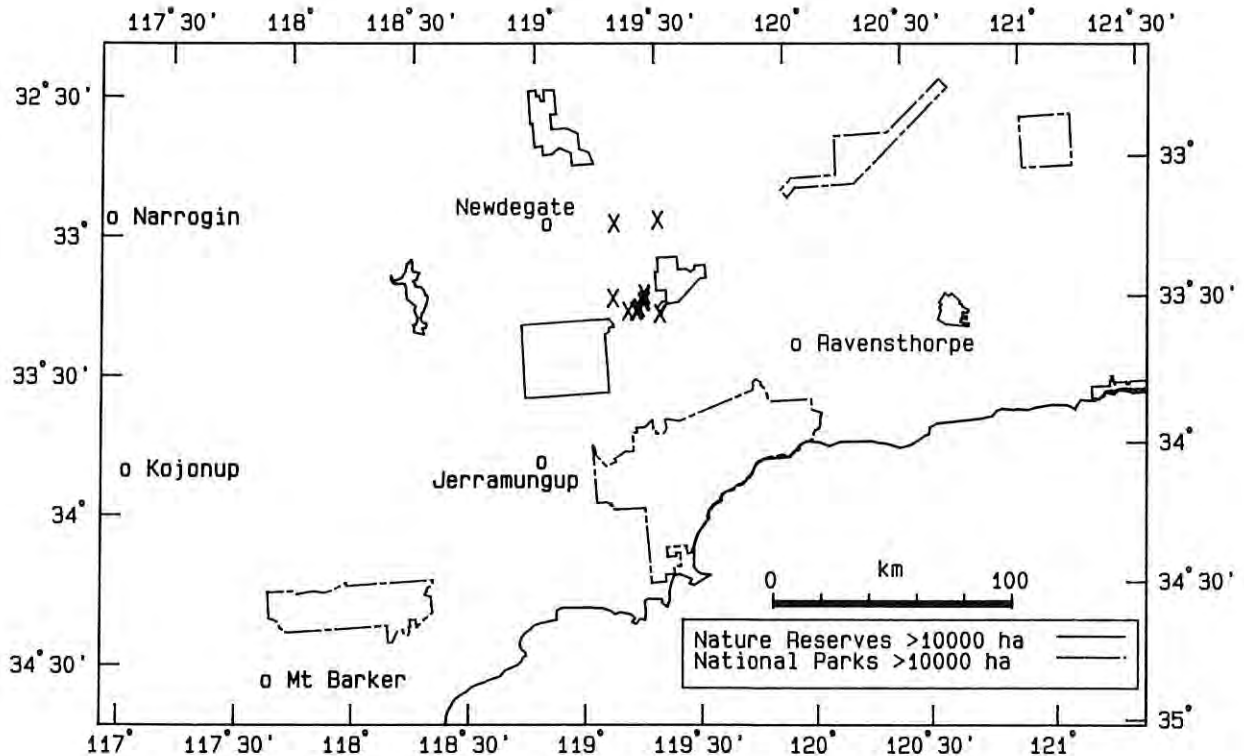 117°30' 118° 118°30' 119° 119°30' 120° 120°30' 121° 121°30'
32°30'
33°
Narrogin
Newdegate
X X
33°
X
X X
X
33°30'
Ravensthorpe
33°30'
34°
Kojonup
Jerramungup
34°
0 km 100
34°30'
Nature Reserves >10000 ha
National Parks >10000 ha
34°30'
Mt Barker
35°
117° 117°30' 118° 118°30' 119° 119°30' 120° 120°30' 121°